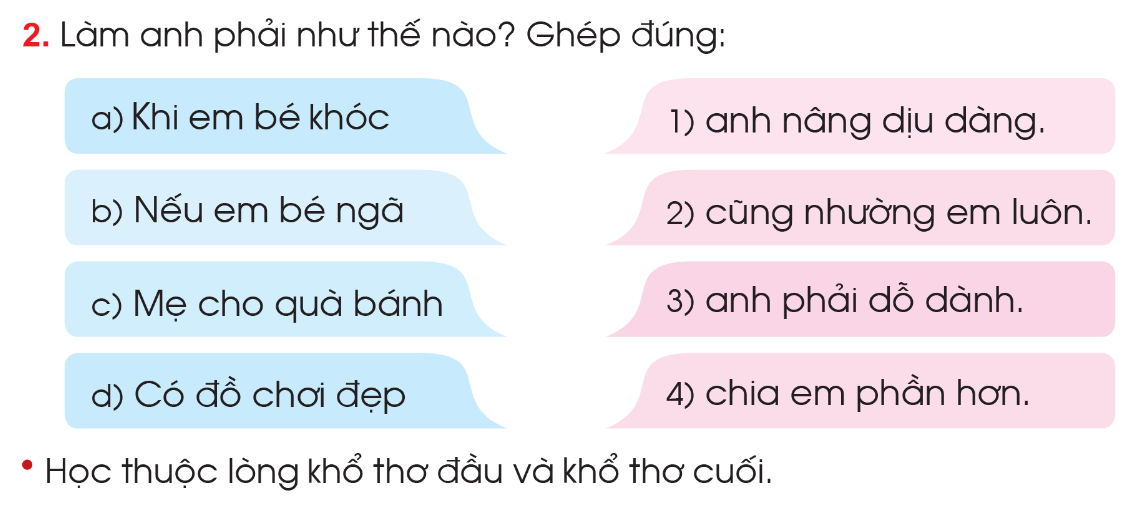 2. Làm anh phải như thế nào? Ghép đúng:
a) Khi em bé khóc
1) anh nâng dịu dàng.
b) Nếu em bé ngã
2) cũng nhường em luôn.
c) Mẹ cho quà bánh
3) anh phải dỗ dành.
d) Có đồ chơi đẹp
4) chia em phần hơn.
• Học thuộc lòng khổ thơ đầu và khổ thơ cuối.